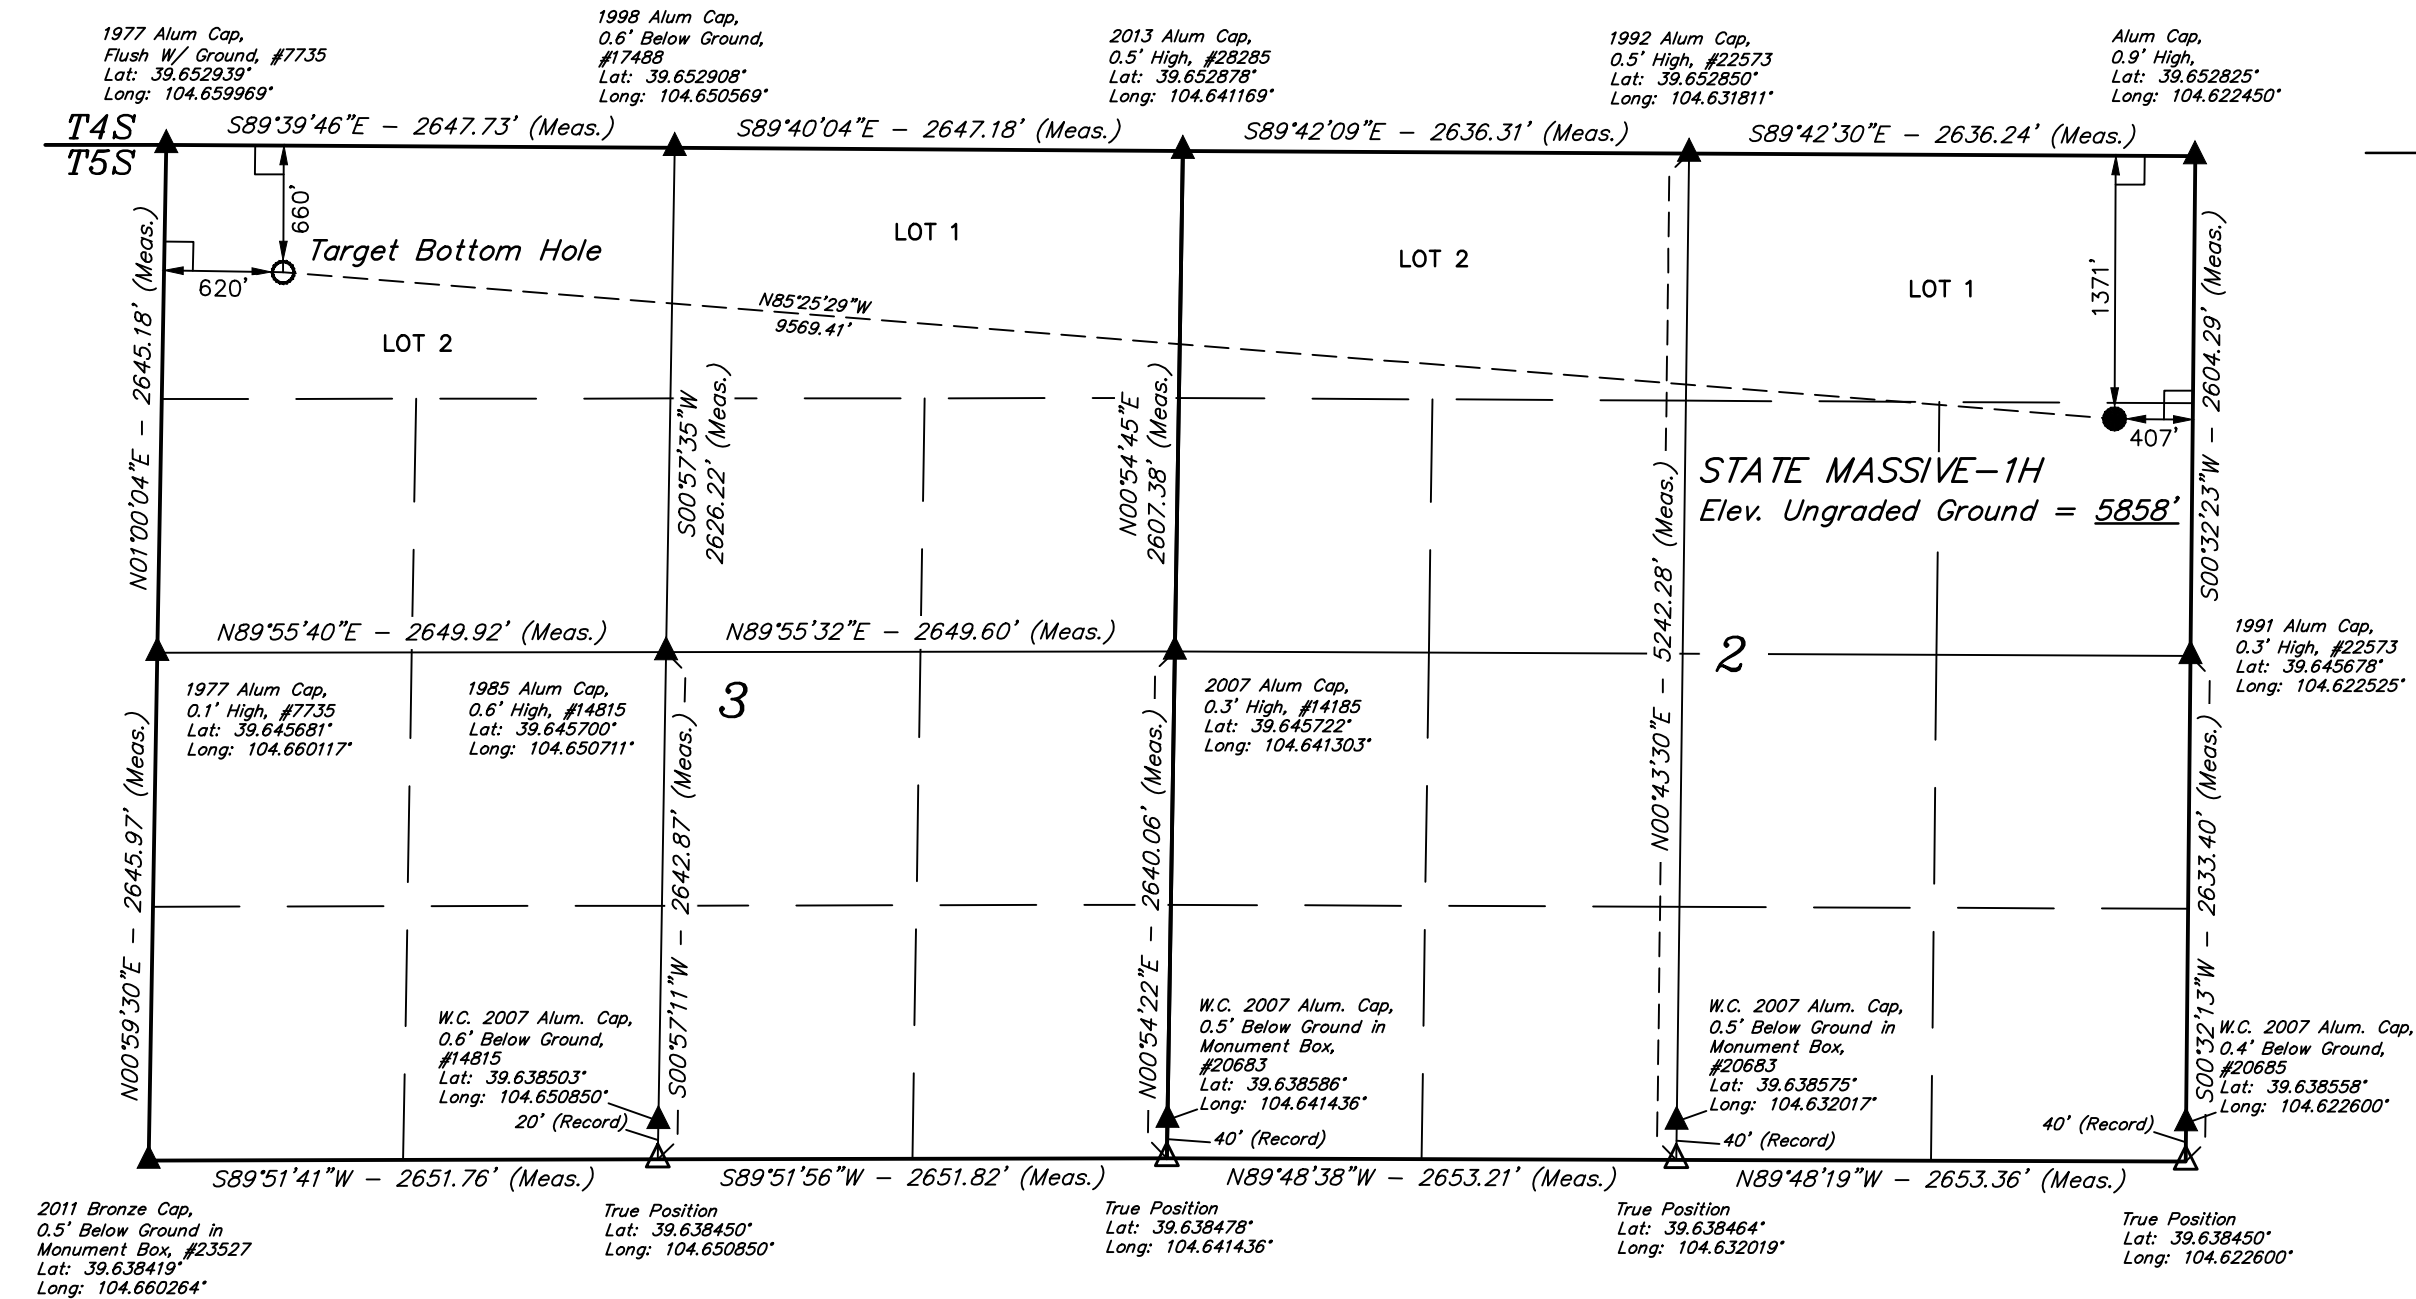 1977 Alum Cap,
Flush W/ Ground, #7735
Lat: 39.652939°
Long: 104.659969°
1998 Alum Cap,
0.6' Below Ground,
#17488
Lat: 39.652908°
Long: 104.650569°
2013 Alum Cap,
0.5' High, #28285
Lat: 39.652878°
Long: 104.641169°
1992 Alum Cap,
0.5' High, #22573
Lat: 39.652850°
Long: 104.631811°
Alum Cap,
0.9' High,
Lat: 39.652825°
Long: 104.622450°
T4S
T5S
S89°39'46"E - 2647.73' (Meas.)
S89°40'04"E - 2647.18' (Meas.)
S89°42'09"E - 2636.31' (Meas.)
S89°42'30"E - 2636.24' (Meas.)
660'
620'
Target Bottom Hole
LOT 2
LOT 1
LOT 2
LOT 1
N85°25'29"W
9569.41'
1371'
407'
STATE MASSIVE-1H
Elev. Ungraded Ground = 5858'
N01°00'04"E - 2645.18' (Meas.)
S00°57'35"W
2626.22' (Meas.)
N00°54'45"E
2607.38' (Meas.)
N00°43'30"E - 5242.28' (Meas.)
S00°32'23"W - 2604.29' (Meas.)
N89°55'40"E - 2649.92' (Meas.)
N89°55'32"E - 2649.60' (Meas.)
3
2
1977 Alum Cap,
0.1' High, #7735
Lat: 39.645681°
Long: 104.660117°
1985 Alum Cap,
0.6' High, #14815
Lat: 39.645700°
Long: 104.650711°
2007 Alum Cap,
0.3' High, #14185
Lat: 39.645722°
Long: 104.641303°
1991 Alum Cap,
0.3' High, #22573
Lat: 39.645678°
Long: 104.622525°
N00°59'30"E - 2645.97' (Meas.)
S00°57'11"W - 2642.87' (Meas.)
N00°54'22"E - 2640.06' (Meas.)
S00°32'13"W - 2633.40' (Meas.)
W.C. 2007 Alum. Cap,
0.6' Below Ground,
#14815
Lat: 39.638503°
Long: 104.650850°
20' (Record)
W.C. 2007 Alum. Cap,
0.5' Below Ground in
Monument Box,
#20683
Lat: 39.638586°
Long: 104.641436°
40' (Record)
W.C. 2007 Alum. Cap,
0.5' Below Ground in
Monument Box,
#20683
Lat: 39.638575°
Long: 104.632017°
40' (Record)
W.C. 2007 Alum. Cap,
0.4' Below Ground,
#20685
Lat: 39.638558°
Long: 104.622600°
40' (Record)
S89°51'41"W - 2651.76' (Meas.)
S89°51'56"W - 2651.82' (Meas.)
N89°48'38"W - 2653.21' (Meas.)
N89°48'19"W - 2653.36' (Meas.)
2011 Bronze Cap,
0.5' Below Ground in
Monument Box, #23527
Lat: 39.638419°
Long: 104.660264°
True Position
Lat: 39.638450°
Long: 104.650850°
True Position
Lat: 39.638478°
Long: 104.641436°
True Position
Lat: 39.638464°
Long: 104.632019°
True Position
Lat: 39.638450°
Long: 104.622600°